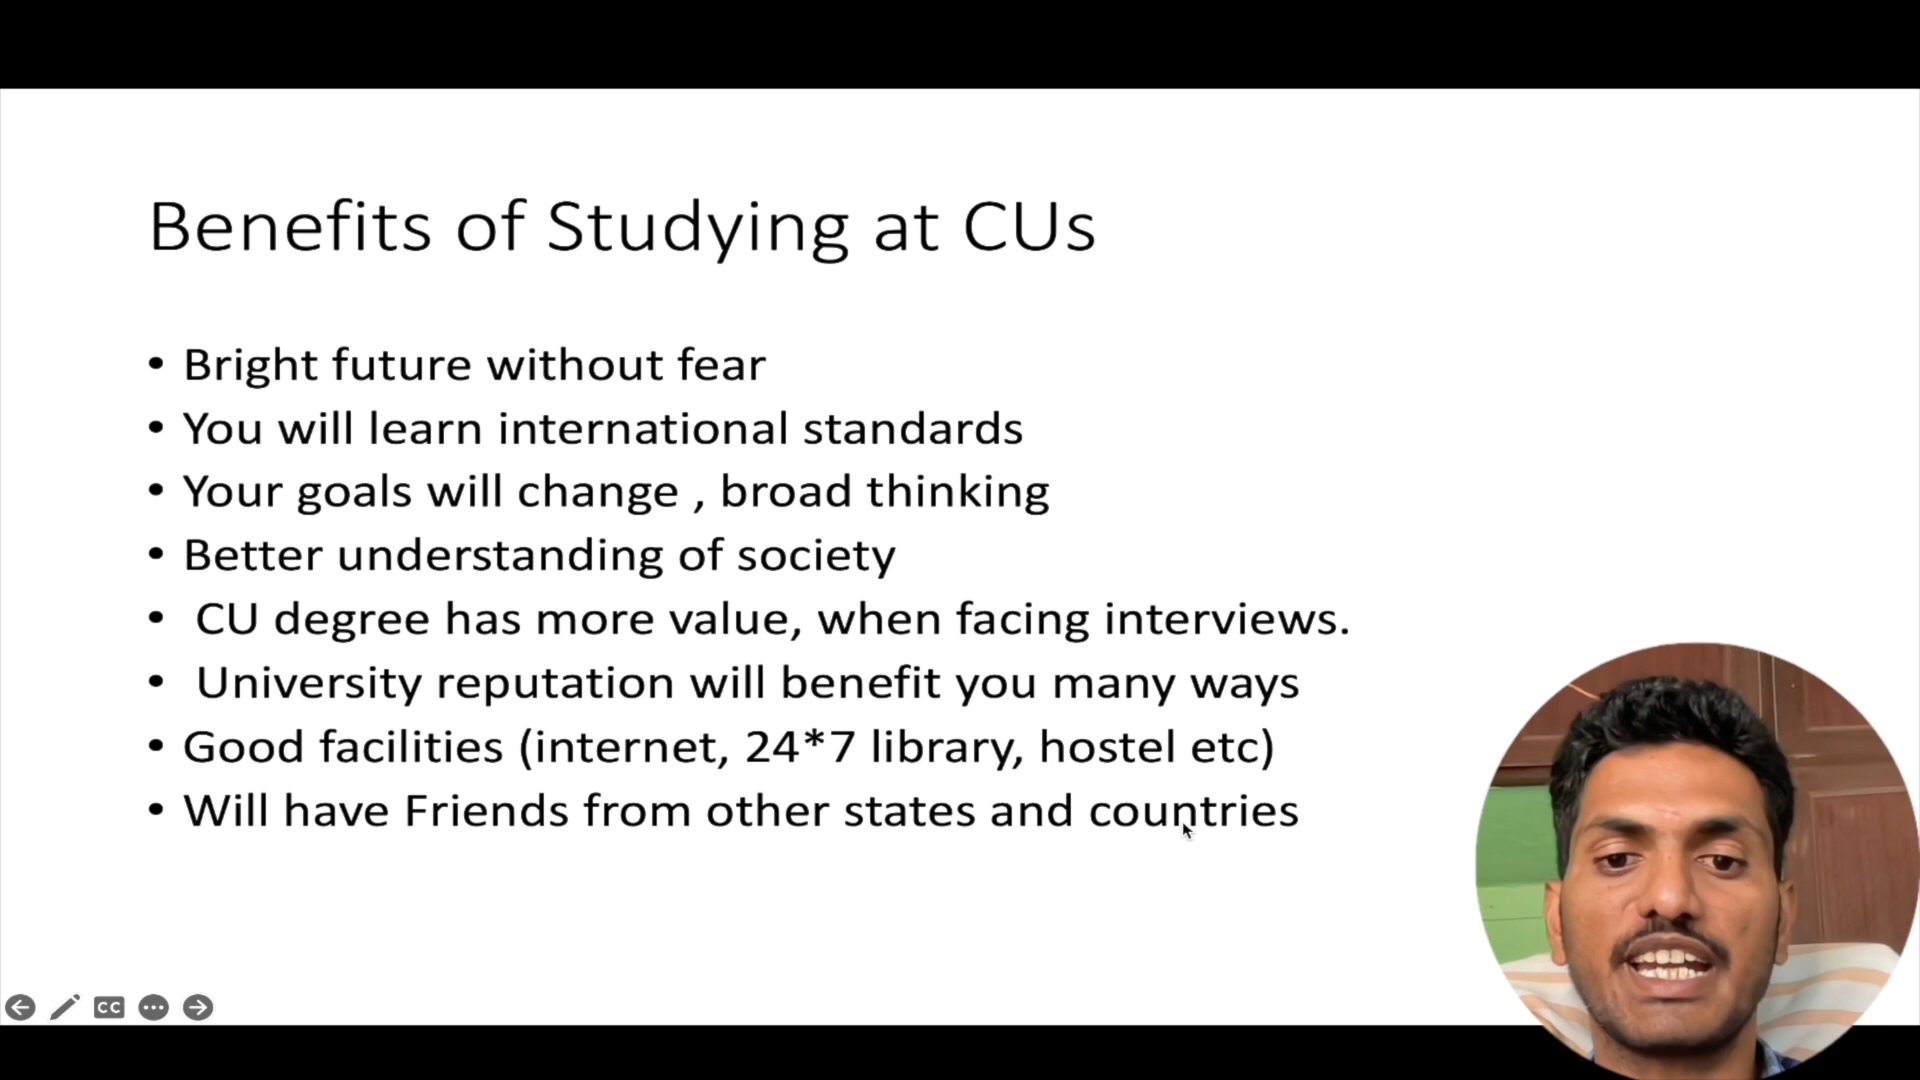 Benefits of Studying at CUs
• Bright future without fear
• You will learn international standards
• Your goals will change , broad thinking
• Better understanding of society
• CU degree has more value, when facing interviews.
• University reputation will benefit you many ways
• Good facilities (internet, 24*7 library, hostel etc)
• Will have Friends from other states and countries
CC